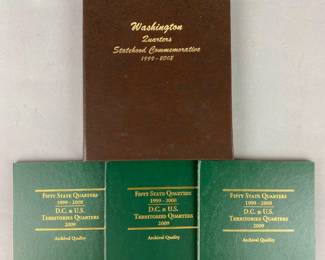 Washington
Quarters
Statehood Commemorative
1999-2008
Fifty State Quarters
1999 - 2008
D.C. & U.S.
Territories Quarters
2009
Archival Quality
Fifty State Quarters
1999 - 2008
D.C. & U.S.
Territories Quarters
2009
Archival Quality
Fifty State Quarters
1999 - 2008
D.C. & U.S.
Territories Quarters
2009
Archival Quality